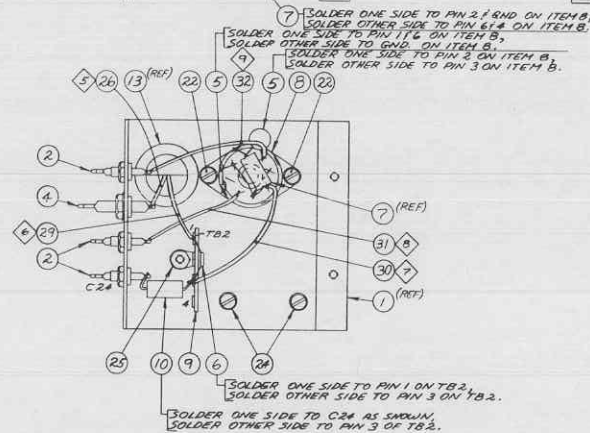 7 SOLDER ONE SIDE TO PIN 2 & GND ON ITEM 8,
SOLDER OTHER SIDE TO PIN 6 & 4 ON ITEM 8.
SOLDER ONE SIDE TO PIN 1 & 6 ON ITEM 8,
SOLDER OTHER SIDE TO GND. ON ITEM 8.
SOLDER ONE SIDE TO PIN 2 ON ITEM 8,
SOLDER OTHER SIDE TO PIN 3 ON ITEM 8.
9
5 26 13 (REF) 22 5 32 5 8 22
2
4
7 (REF)
6 29
31 8
TB2
1
2
30 7
C24
1 (REF)
4
25 10 9 6 24
SOLDER ONE SIDE TO PIN 1 ON TB2,
SOLDER OTHER SIDE TO PIN 3 ON TB2.
SOLDER ONE SIDE TO C24 AS SHOWN,
SOLDER OTHER SIDE TO PIN 3 OF TB2.